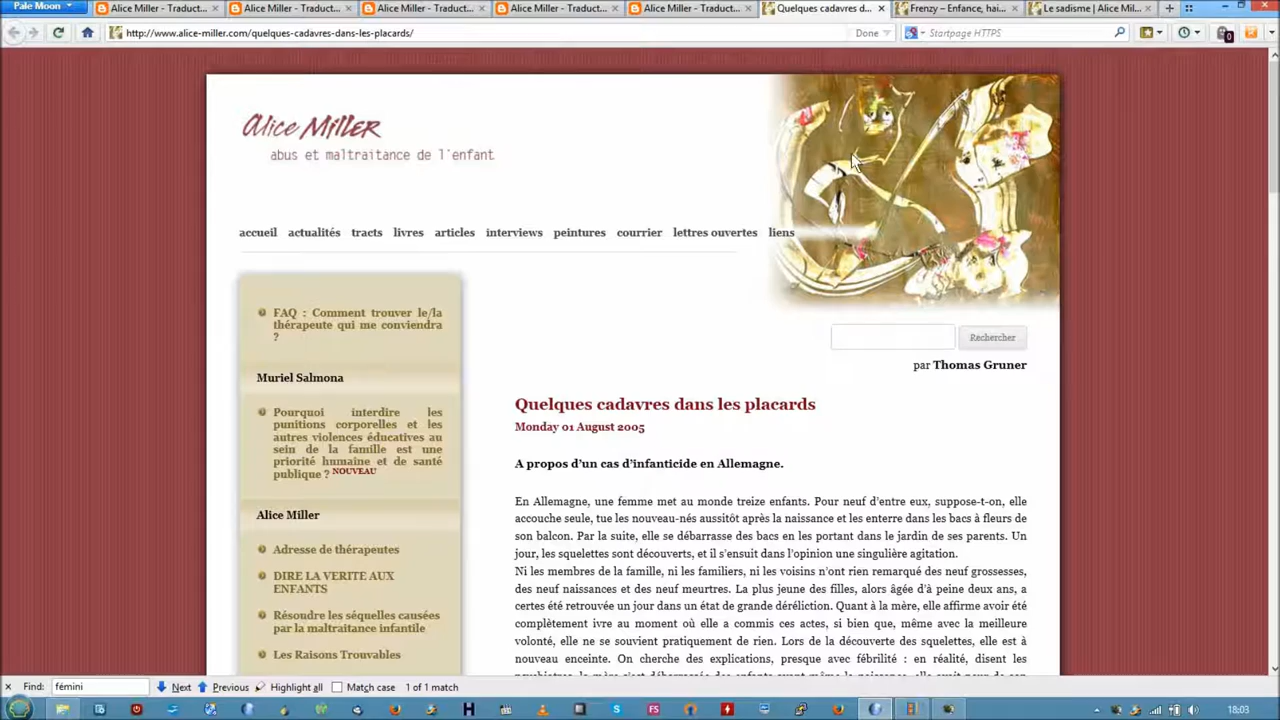 Pale Moon
Alice Miller - Traduct...
Alice Miller - Traduct...
Alice Miller - Traduct...
Alice Miller - Traduct...
Alice Miller - Traduct...
Quelques cadavres d...
Frenzy – Enfance, hai...
Le sadisme | Alice Mil...
http://www.alice-miller.com/quelques-cadavres-dans-les-placards/
Done
Startpage HTTPS
0
Alice Miller
abus et maltraitance de l'enfant
accueil actualités tracts livres articles interviews peintures courrier lettres ouvertes liens
FAQ : Comment trouver le/la
thérapeute qui me conviendra
?
Muriel Salmona
Pourquoi interdire les
punitions corporelles et les
autres violences éducatives au
sein de la famille est une
priorité humaine et de santé
publique ? NOUVEAU
Alice Miller
Adresse de thérapeutes
DIRE LA VERITE AUX
ENFANTS
Résoudre les séquelles causées
par la maltraitance infantile
Les Raisons Trouvables
Rechercher
par Thomas Gruner
Quelques cadavres dans les placards
Monday 01 August 2005
A propos d'un cas d'infanticide en Allemagne.
En Allemagne, une femme met au monde treize enfants. Pour neuf d'entre eux, suppose-t-on, elle
accouche seule, tue les nouveau-nés aussitôt après la naissance et les enterre dans les bacs à fleurs de
son balcon. Par la suite, elle se débarrasse des bacs en les portant dans le jardin de ses parents. Un
jour, les squelettes sont découverts, et il s'ensuit dans l'opinion une singulière agitation.
Ni les membres de la famille, ni les familiers, ni les voisins n'ont rien remarqué des neuf grossesses,
des neuf naissances et des neuf meurtres. La plus jeune des filles, alors âgée d'à peine deux ans, a
certes été retrouvée un jour dans un état de grande déréliction. Quant à la mère, elle affirme avoir été
complètement ivre au moment où elle a commis ces actes, si bien que, même avec la meilleure
volonté, elle ne se souvient pratiquement de rien. Lors de la découverte des squelettes, elle est à
nouveau enceinte. On cherche des explications, presque avec fébrilité : en réalité, disent les
Find: fémini Next Previous Highlight all Match case 1 of 1 match
18:03